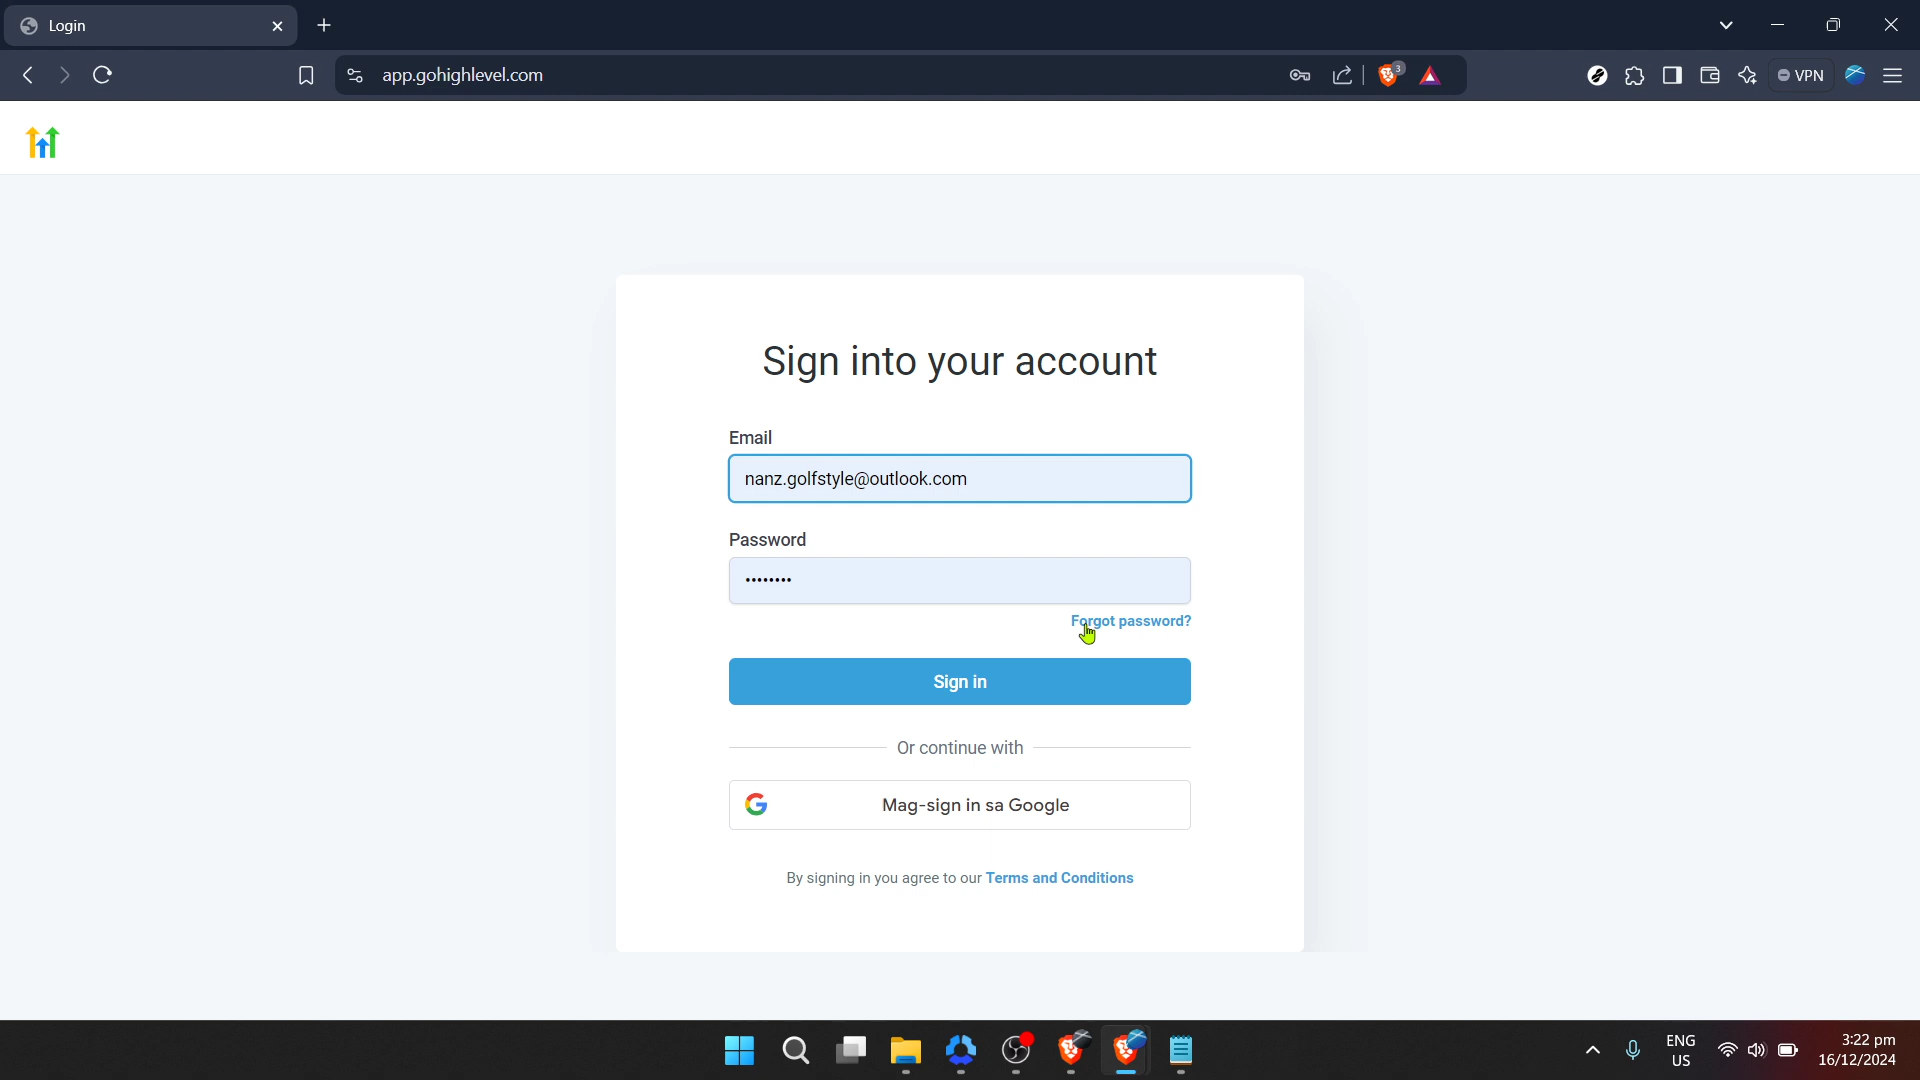 Login
app.gohighlevel.com
3
VPN
Sign into your account
Email
nanz.golfstyle@outlook.com
Password
••••••••
Forgot password?
Sign in
Or continue with
Mag-sign in sa Google
By signing in you agree to our Terms and Conditions
ENG
US
3:22 pm
16/12/2024